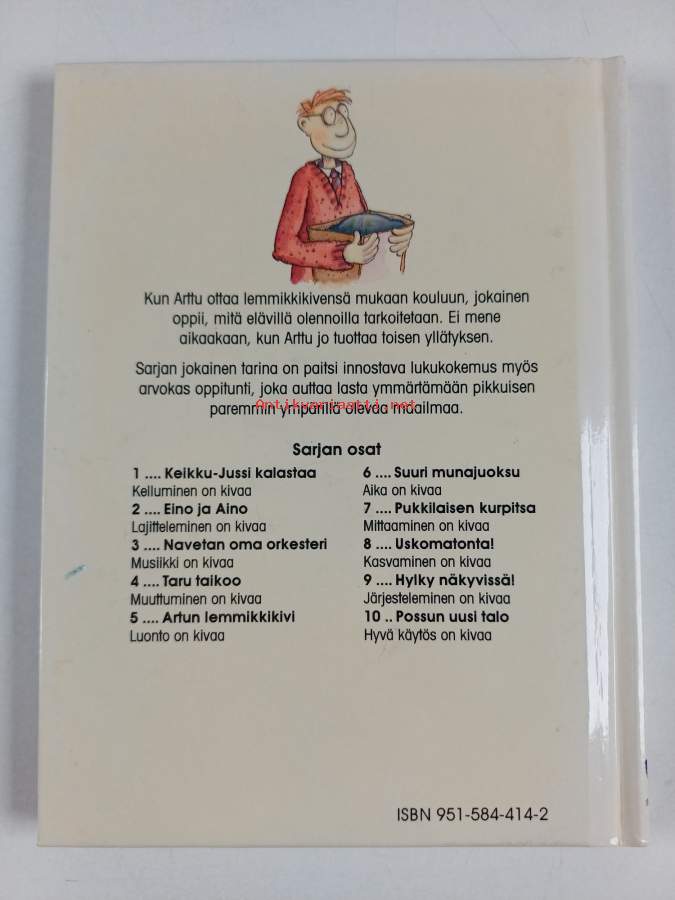 Kun Arttu ottaa lemmikkikivensä mukaan kouluun, jokainen
oppii, mitä elävillä olennoilla tarkoitetaan. Ei mene
aikaakaan, kun Arttu jo tuottaa toisen yllätyksen.
Sarjan jokainen tarina on paitsi innostava lukukokemus myös
arvokas oppitunti, joka auttaa lasta ymmärtämään pikkuisen
paremmin ympärillä olevaa maailmaa.
Antikvariaatti.net
Sarjan osat
1 .... Keikku-Jussi kalastaa
Kelluminen on kivaa
2 .... Eino ja Aino
Lajitteleminen on kivaa
3 .... Navetan oma orkesteri
Musiikki on kivaa
4 .... Taru taikoo
Muuttuminen on kivaa
5 .... Artun lemmikkikivi
Luonto on kivaa
6 .... Suuri munajuoksu
Aika on kivaa
7 .... Pukkilaisen kurpitsa
Mittaaminen on kivaa
8 .... Uskomatonta!
Kasvaminen on kivaa
9 .... Hylky näkyvissä!
Järjesteleminen on kivaa
10 .. Possun uusi talo
Hyvä käytös on kivaa
ISBN 951-584-414-2